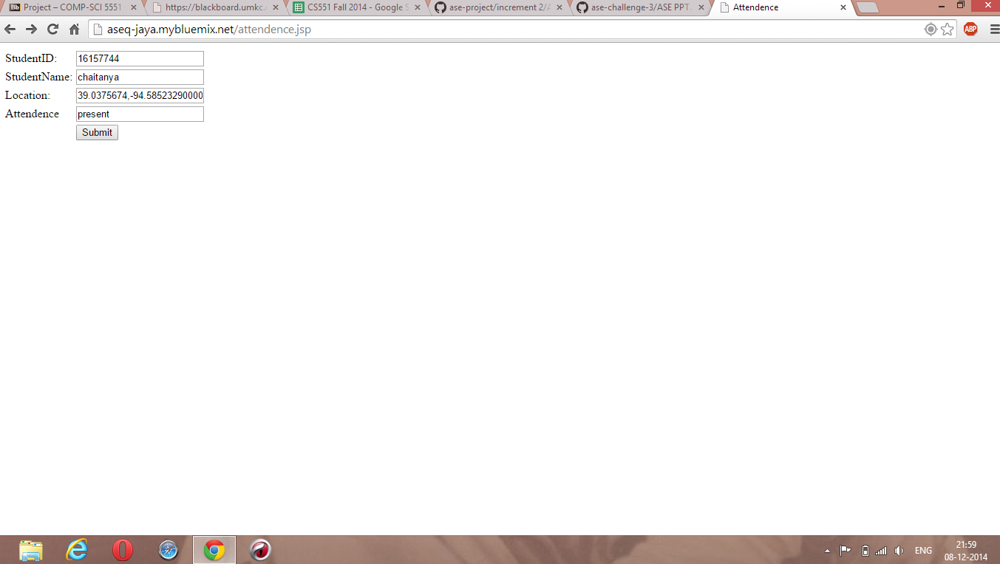 Bb Project – COMP-SCI 5551
https://blackboard.umkc.
CS551 Fall 2014 - Google S
ase-project/increment 2/A
ase-challenge-3/ASE PPT.
Attendence
aseq-jaya.mybluemix.net/attendence.jsp
ABP
StudentID: 16157744
StudentName: chaitanya
Location: 39.0375674,-94.58523290000
Attendence present
Submit
ENG
21:59
08-12-2014